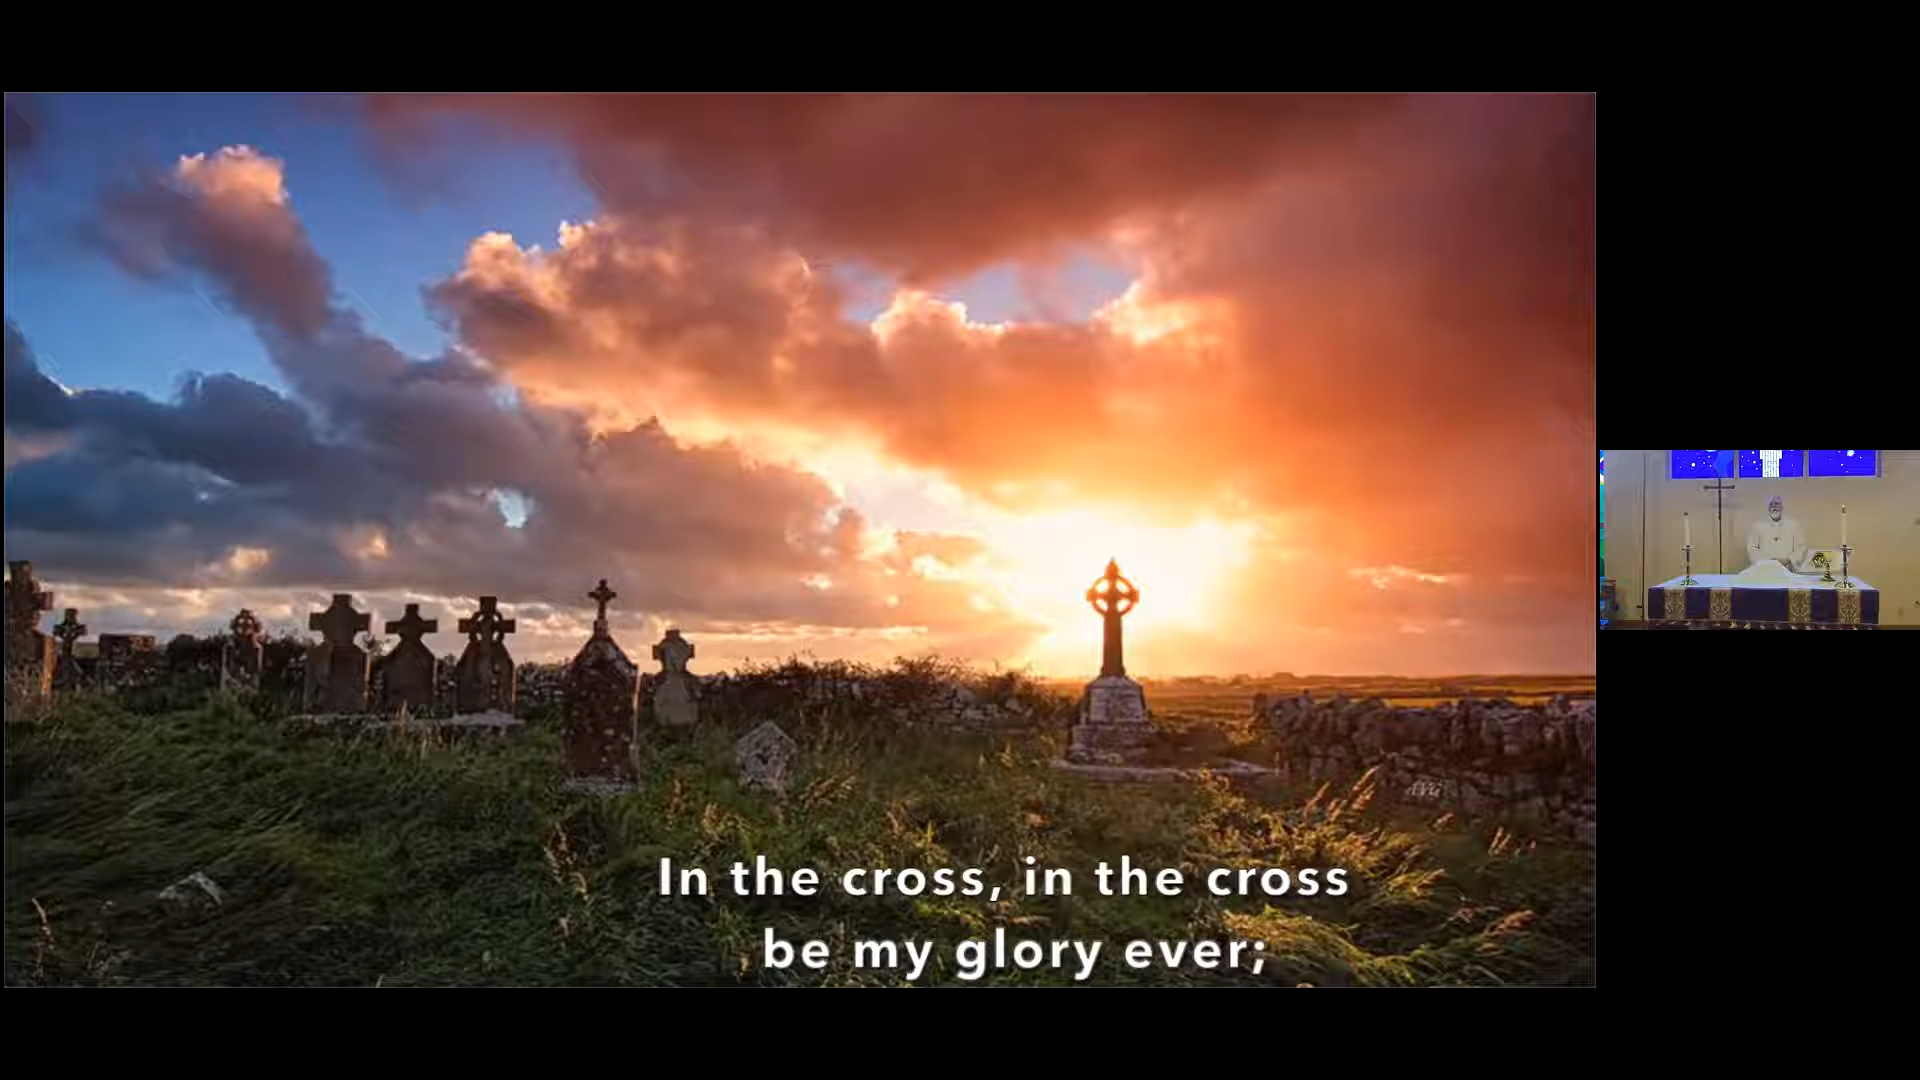 In the cross, in the cross
be my glory ever;